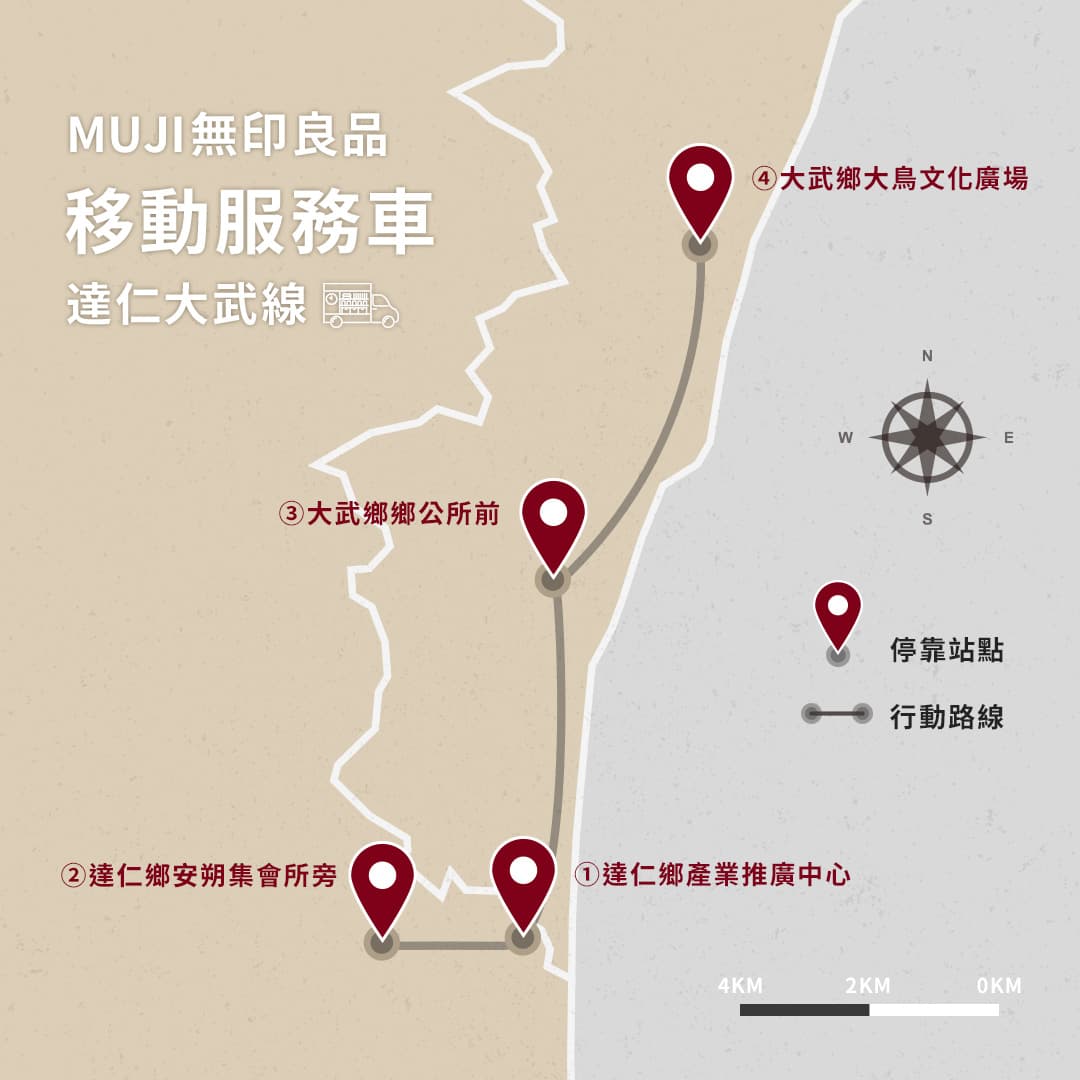 MUJI無印良品
移動服務車
達仁大武線
④大武鄉大鳥文化廣場
N
W
E
S
③大武鄉鄉公所前
停靠站點
行動路線
②達仁鄉安朔集會所旁
①達仁鄉產業推廣中心
4KM 2KM 0KM